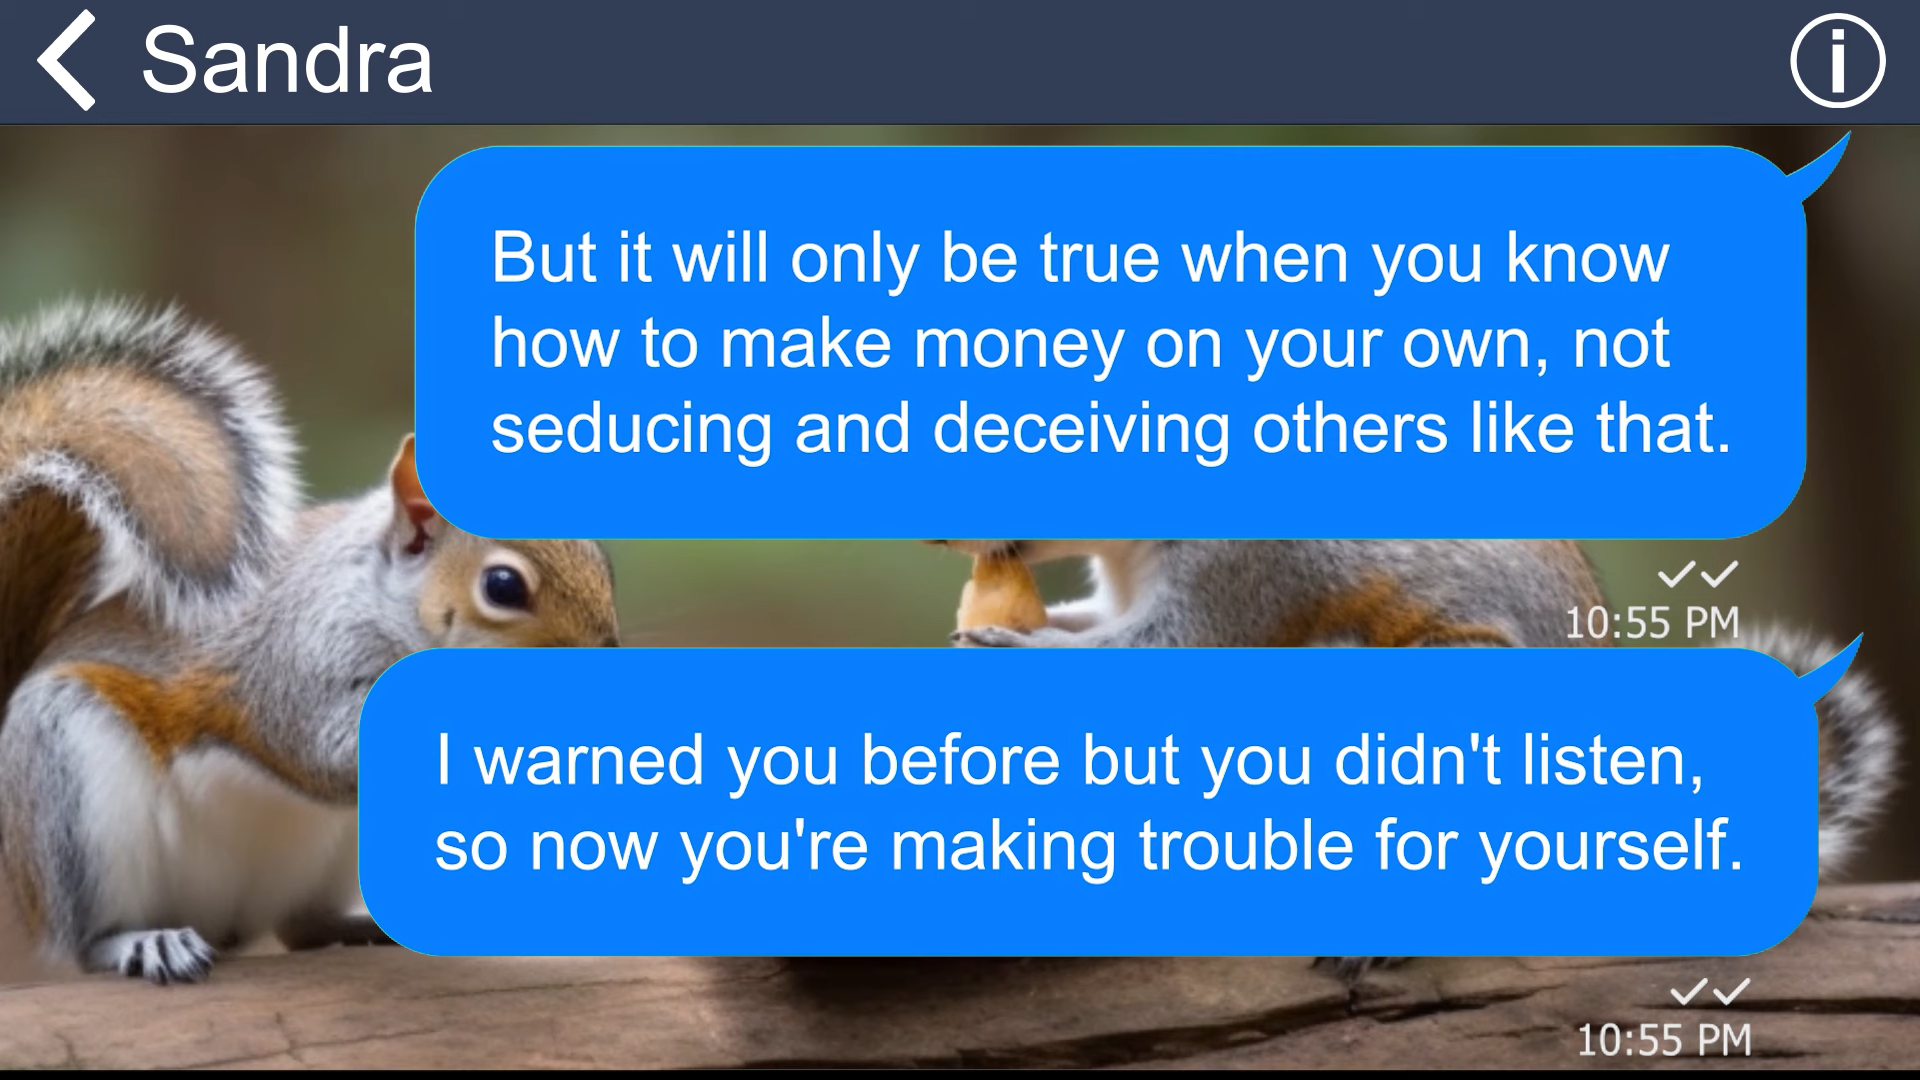 Sandra
But it will only be true when you know
how to make money on your own, not
seducing and deceiving others like that.
10:55 PM
I warned you before but you didn't listen,
so now you're making trouble for yourself.
10:55 PM